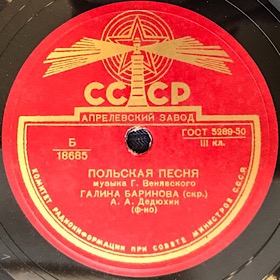 СССР
АПРЕЛЕВСКИЙ ЗАВОД
Б
18685
ГОСТ 5289-50
III кл.
ПОЛЬСКАЯ ПЕСНЯ
музыка Г. Венявского
ГАЛИНА БАРИНОВА (скр.)
А. А. Дедюхин
(ф-но)
КОМИТЕТ РАДИОИНФОРМАЦИИ ПРИ СОВЕТЕ МИНИСТРОВ С.С.С.Р.